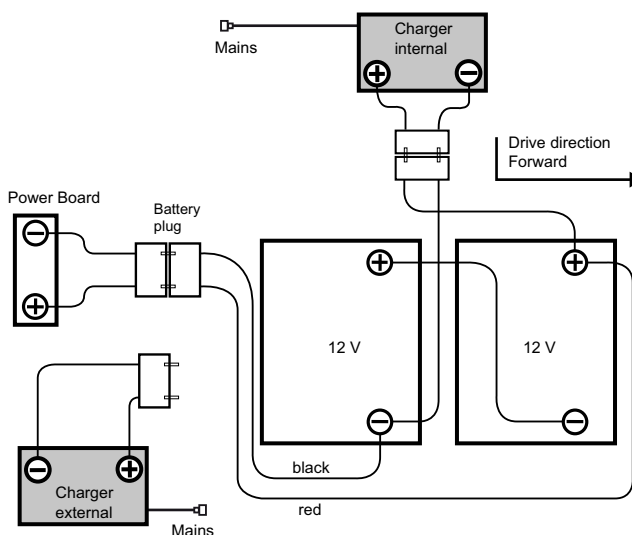 Charger
internal
Mains
Drive direction
Forward
Power Board
Battery
plug
12 V
12 V
black
red
Charger
external
Mains